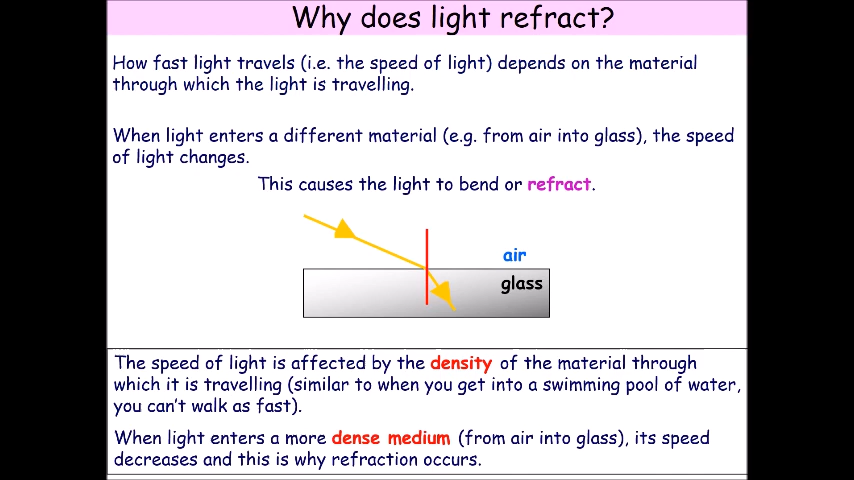 Why does light refract?
How fast light travels (i.e. the speed of light) depends on the material
through which the light is travelling.
When light enters a different material (e.g. from air into glass), the speed
of light changes.
This causes the light to bend or refract.
air
glass
The speed of light is affected by the density of the material through
which it is travelling (similar to when you get into a swimming pool of water,
you can't walk as fast).
When light enters a more dense medium (from air into glass), its speed
decreases and this is why refraction occurs.